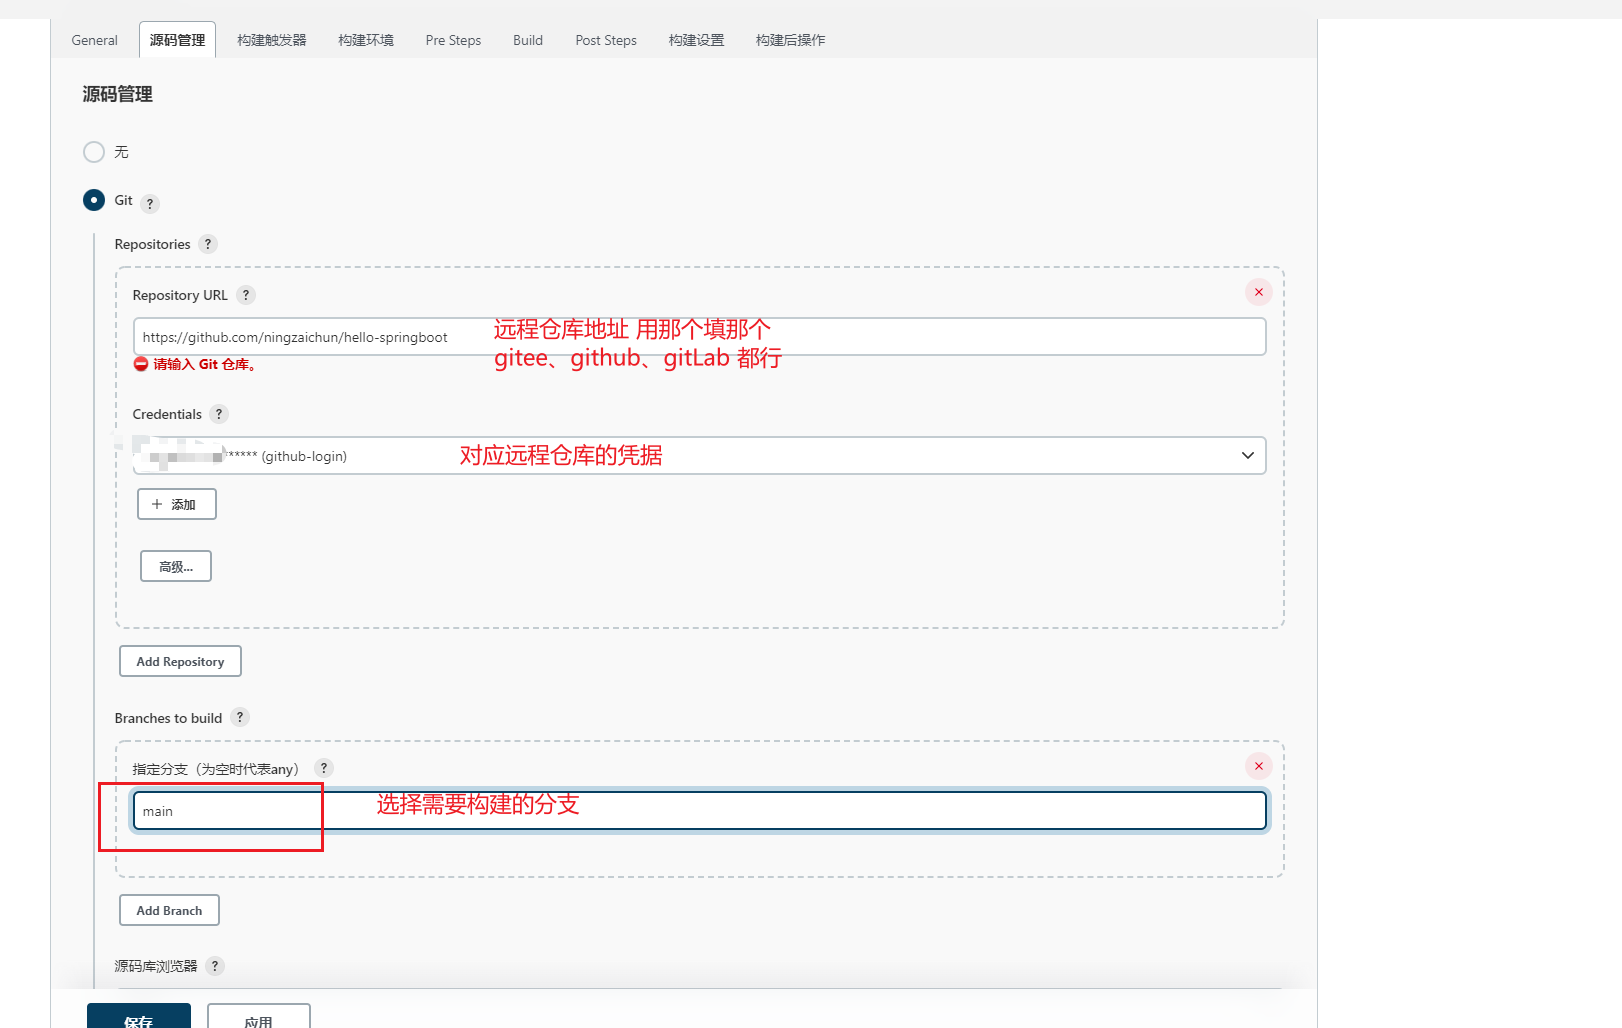 General 源码管理 构建触发器 构建环境 Pre Steps Build Post Steps 构建设置 构建后操作
源码管理
无
Git ?
Repositories ?
Repository URL ?
https://github.com/ningzaichun/hello-springboot
远程仓库地址 用那个填那个
gitee、github、gitLab 都行
请输入 Git 仓库。
Credentials ?
****** (github-login)
对应远程仓库的凭据
+ 添加
高级...
Add Repository
Branches to build ?
指定分支（为空时代表any） ?
main
选择需要构建的分支
Add Branch
源码库浏览器 ?
保存 应用